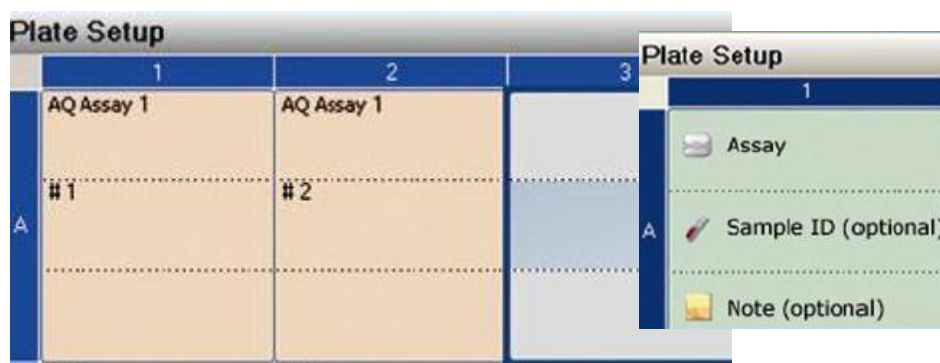 Plate Setup
1 2 3
AQ Assay 1 AQ Assay 1
#1 #2
A
Plate Setup
1
Assay
A Sample ID (optional)
Note (optional)